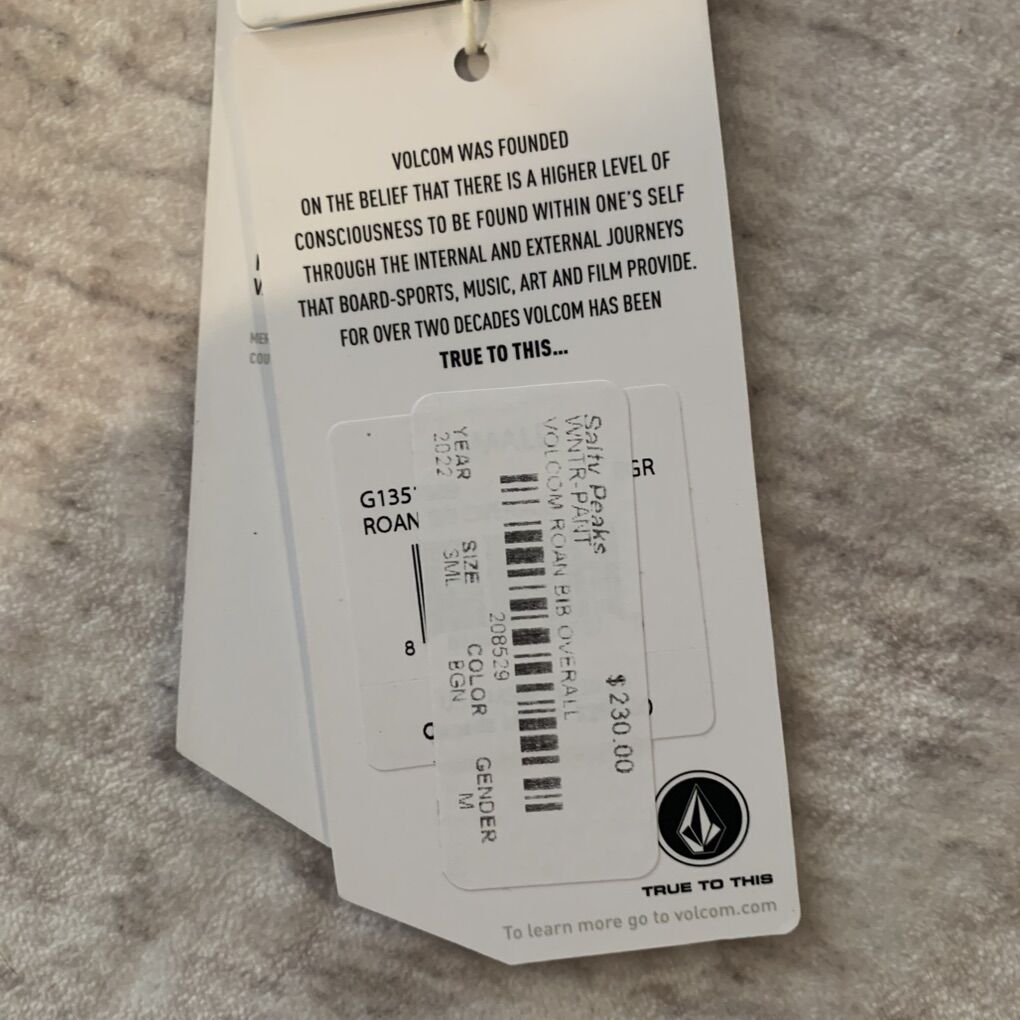 VOLCOM WAS FOUNDED
ON THE BELIEF THAT THERE IS A HIGHER LEVEL OF
CONSCIOUSNESS TO BE FOUND WITHIN ONE'S SELF
THROUGH THE INTERNAL AND EXTERNAL JOURNEYS
THAT BOARD-SPORTS, MUSIC, ART AND FILM PROVIDE.
FOR OVER TWO DECADES VOLCOM HAS BEEN
TRUE TO THIS...
MER
COU
G135
ROAN
8
GR
Salty Peaks
WNTR-PANT
VOLCOM ROAN BIB OVERALL
$230.00
208529
YEAR SIZE COLOR GENDER
2022 SML BGN M
TRUE TO THIS
To learn more go to volcom.com